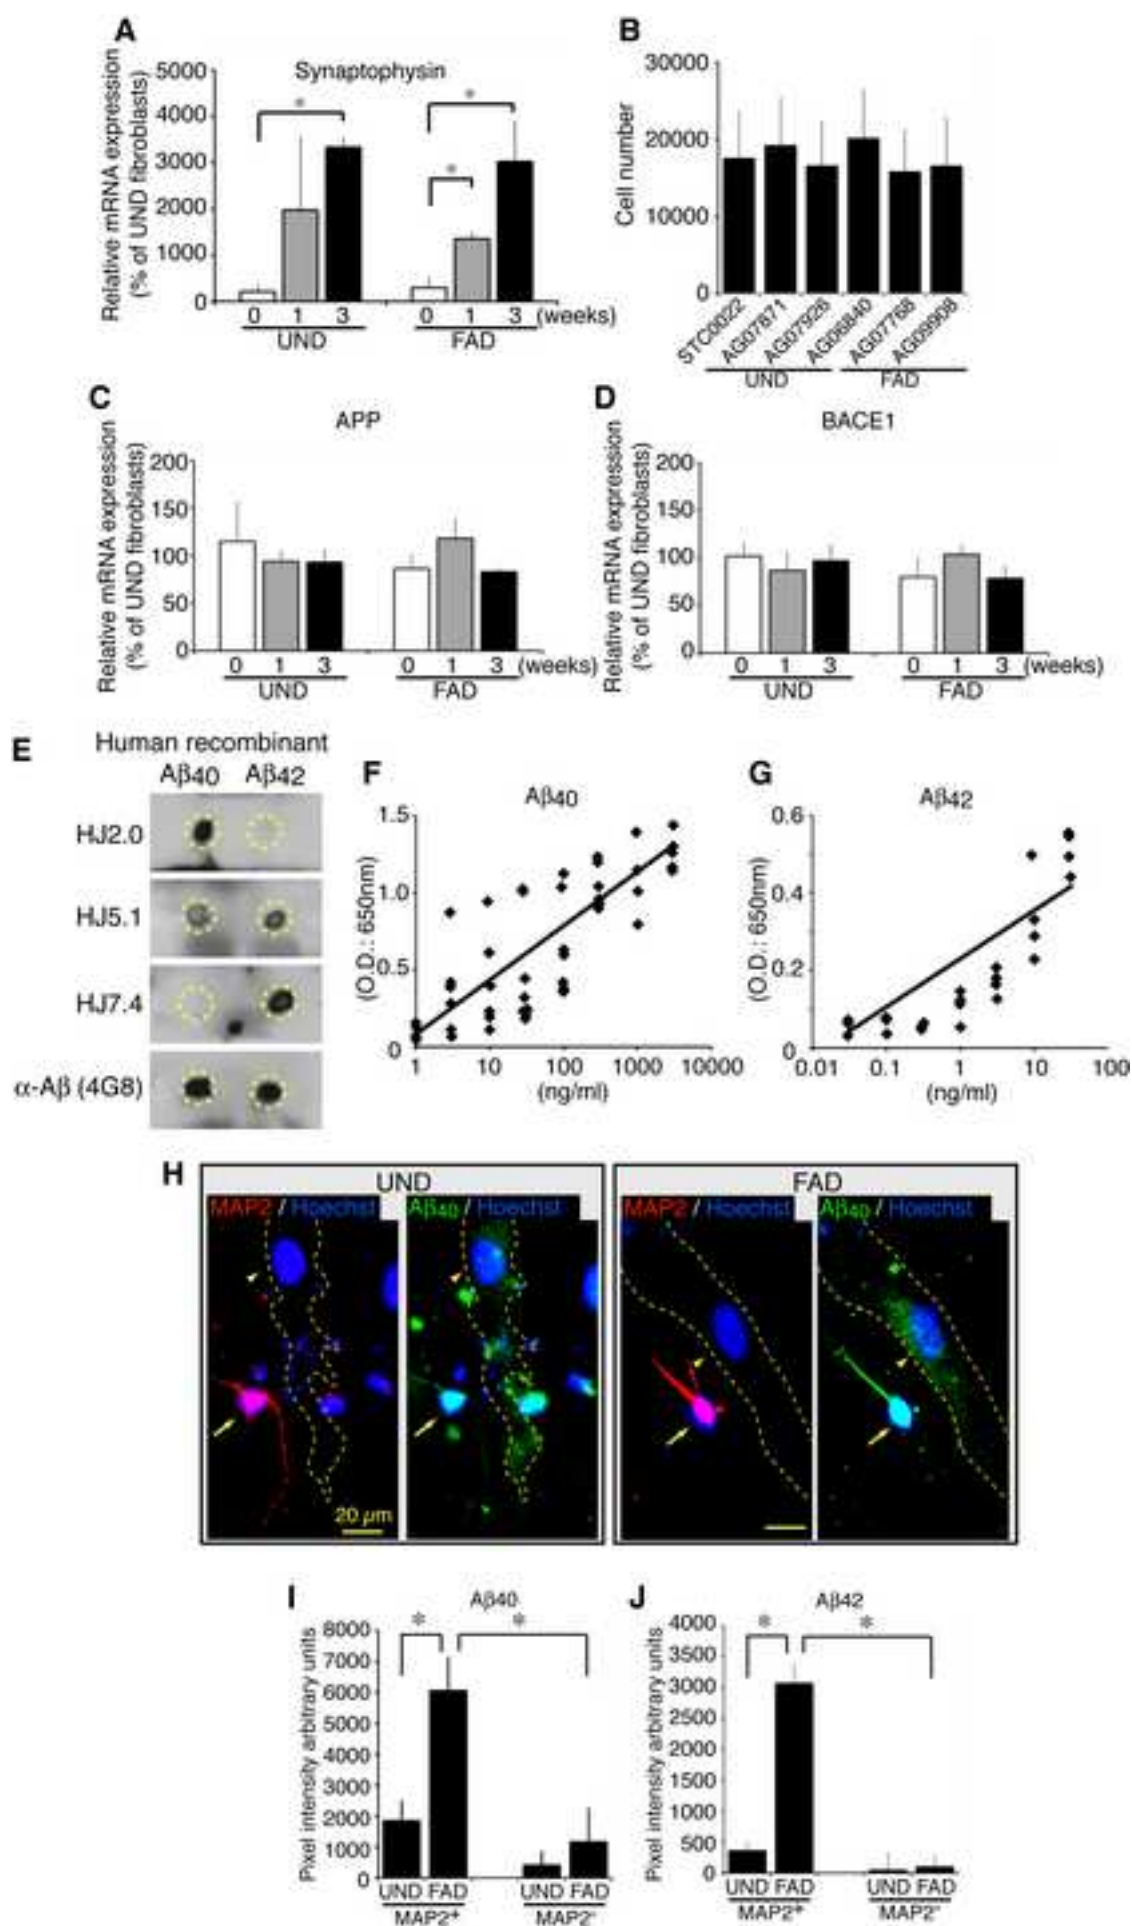 A
Synaptophysin
Relative mRNA expression
(% of UND fibroblasts)
5000
4000
3000
2000
1000
0
*
*
*
0 1 3 0 1 3 (weeks)
UND FAD
B
Cell number
30000
20000
10000
0
STC0022
AG07871
AG07926
AG06840
AG07768
AG09908
UND FAD
C
APP
Relative mRNA expression
(% of UND fibroblasts)
200
150
100
50
0
0 1 3 0 1 3 (weeks)
UND FAD
D
BACE1
Relative mRNA expression
(% of UND fibroblasts)
200
150
100
50
0
0 1 3 0 1 3 (weeks)
UND FAD
E
Human recombinant
Aβ40 Aβ42
HJ2.0
HJ5.1
HJ7.4
α-Aβ (4G8)
F
Aβ40
(O.D.: 650nm)
1.5
1.0
0.5
0
1 10 100 1000 10000
(ng/ml)
G
Aβ42
(O.D.: 650nm)
0.6
0.4
0.2
0
0.01 0.1 1 10 100
(ng/ml)
H
UND
MAP2 / Hoechst
Aβ40 / Hoechst
20 µm
FAD
MAP2 / Hoechst
Aβ40 / Hoechst
I
Aβ40
Pixel intensity arbitrary units
8000
7000
6000
5000
4000
3000
2000
1000
0
*
*
UND FAD UND FAD
MAP2+ MAP2-
J
Aβ42
Pixel intensity arbitrary units
4000
3500
3000
2500
2000
1500
1000
500
0
*
*
UND FAD UND FAD
MAP2+ MAP2-